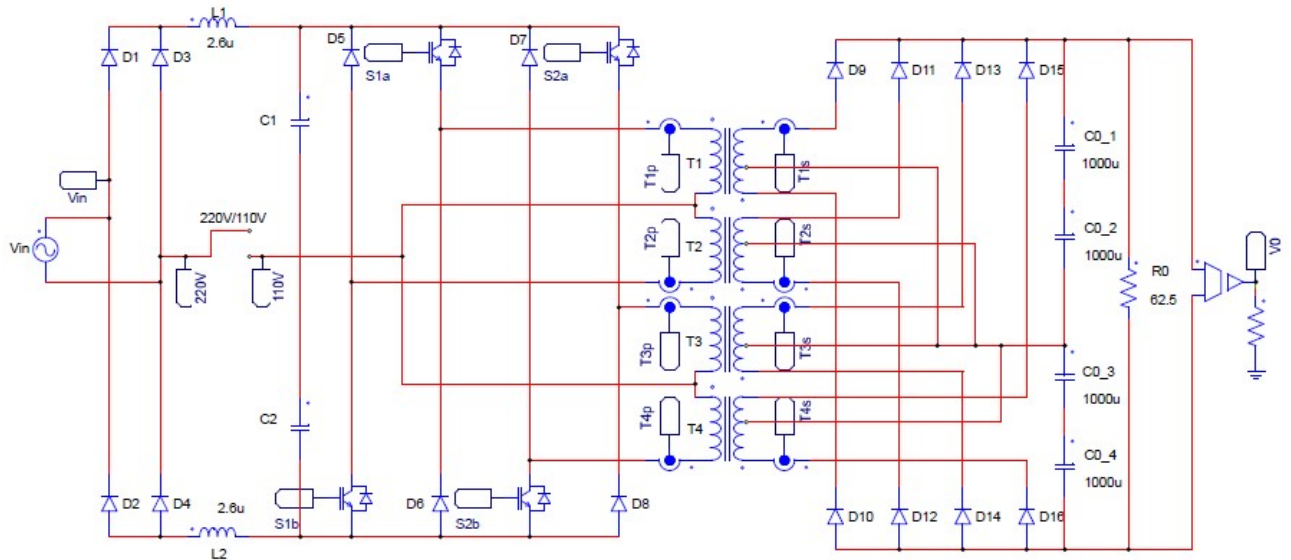 L1
2.6u
D1
D3
D5
S1a
D7
S2a
D9
D11
D13
D15
C1
T1p
T1
T1s
C0_1
1000u
Vin
220V/110V
Vin
220V
110V
T2p
T2
T2s
C0_2
1000u
V0
R0
62.5
T3p
T3
T3s
C0_3
1000u
C2
T4p
T4
T4s
C0_4
1000u
D2
D4
2.6u
L2
S1b
D6
S2b
D8
D10
D12
D14
D16